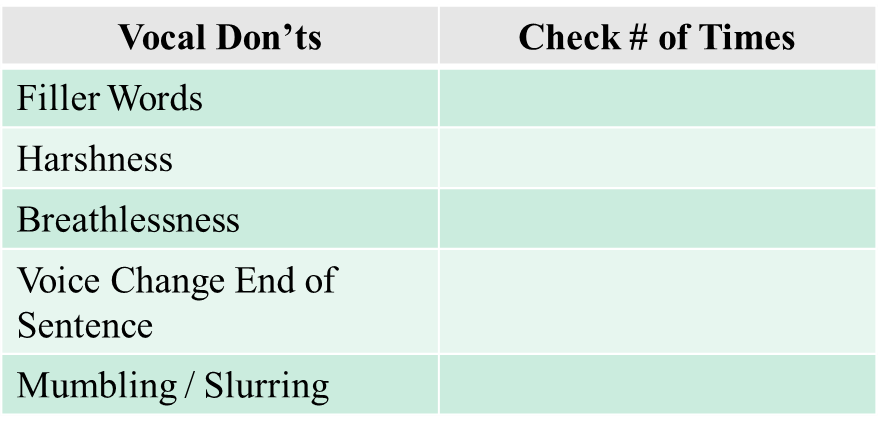 Vocal Don’ts
Check # of Times
Filler Words
Harshness
Breathlessness
Voice Change End of
Sentence
Mumbling / Slurring